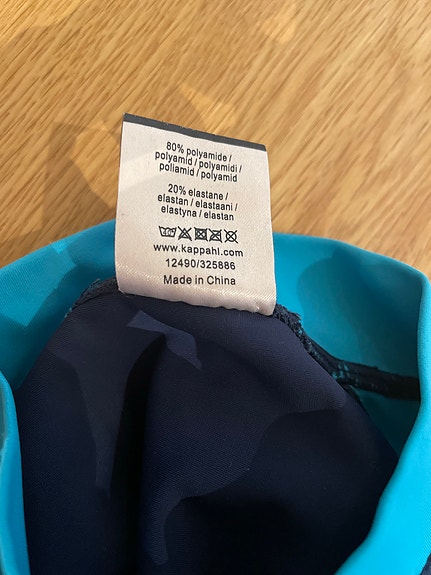 80% polyamide /
polyamid / polyamidi /
poliamid / polyamid
20% elastane /
elastan / elastaani /
elastyna / elastan
www.kappahl.com
12490/325886
Made in China